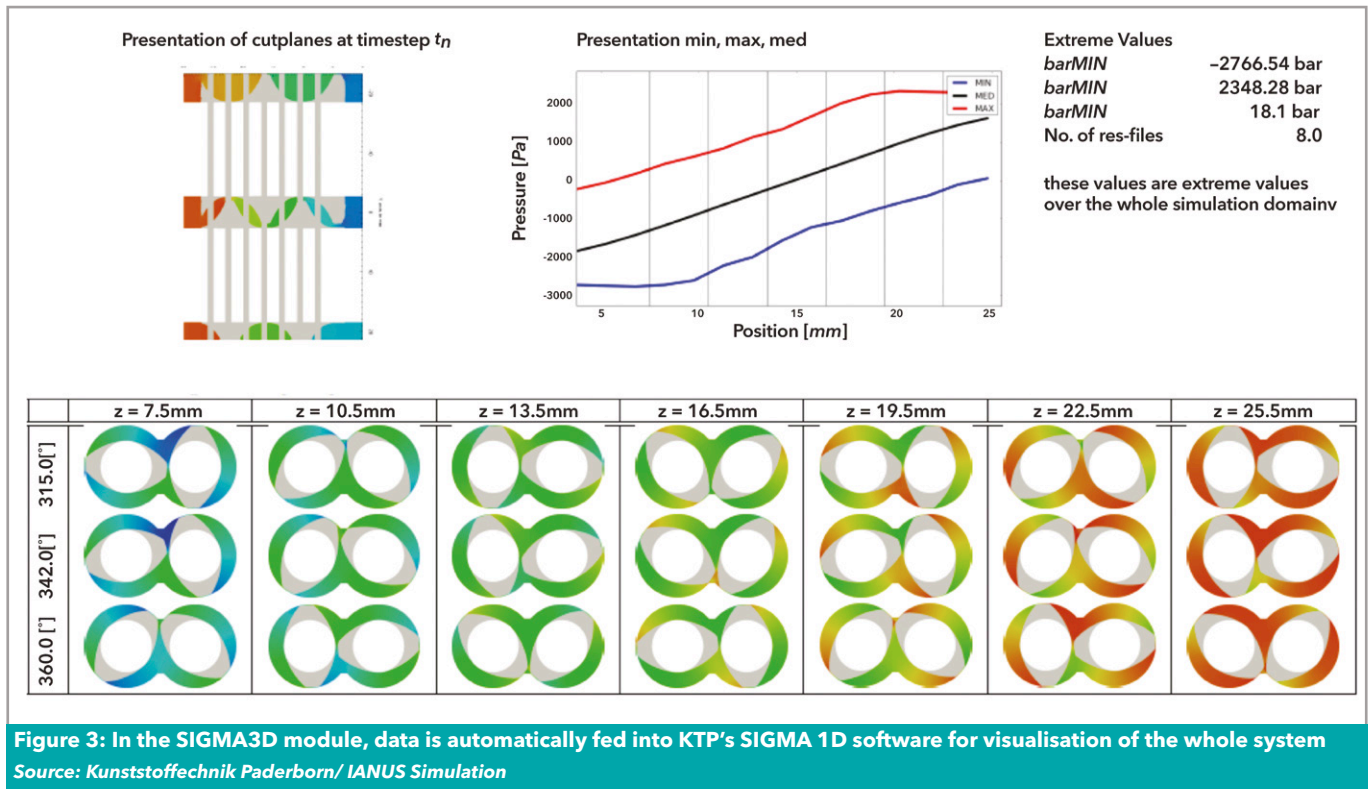 Presentation of cutplanes at timestep tn
Presentation min, max, med
MIN
MED
MAX
2000
1000
0
-1000
-2000
-3000
Pressure [Pa]
5 10 15 20 25
Position [mm]
Extreme Values
barMIN –2766.54 bar
barMIN 2348.28 bar
barMIN 18.1 bar
No. of res-files 8.0
these values are extreme values
over the whole simulation domainv
z = 7.5mm z = 10.5mm z = 13.5mm z = 16.5mm z = 19.5mm z = 22.5mm z = 25.5mm
315.0[°]
342.0[°]
360.0 [°]
Figure 3: In the SIGMA3D module, data is automatically fed into KTP’s SIGMA 1D software for visualisation of the whole system
Source: Kunststoffechnik Paderborn/ IANUS Simulation